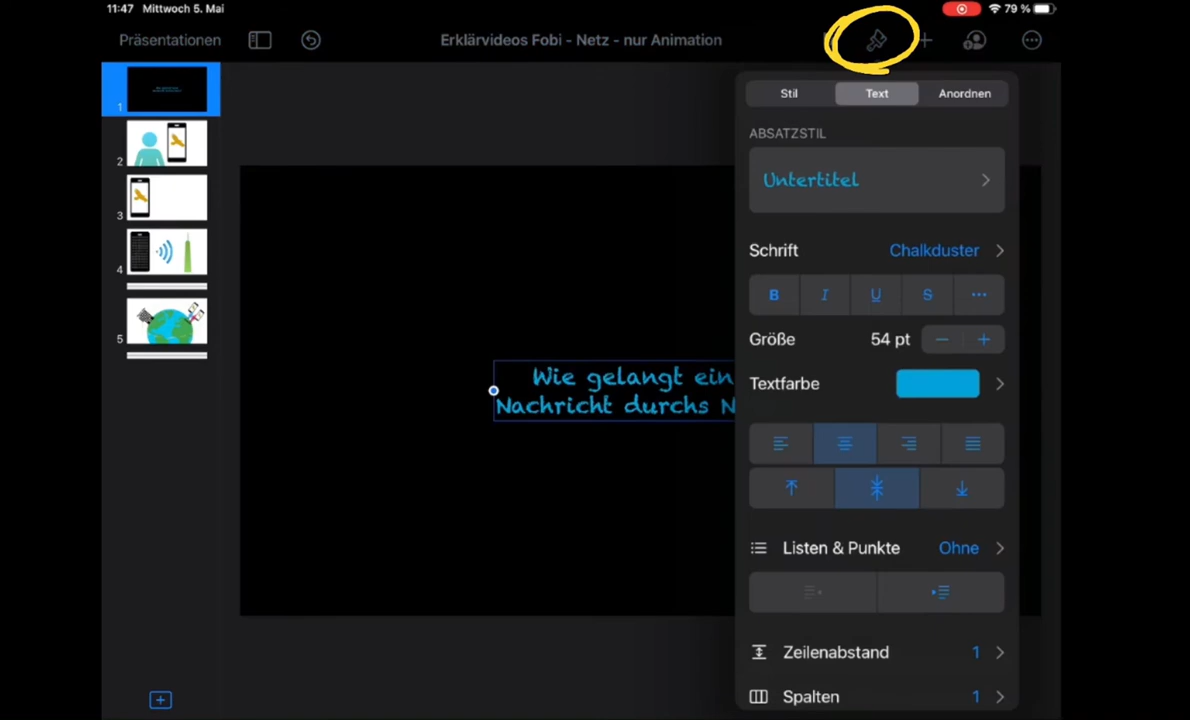 11:47 Mittwoch 5. Mai
79 %
Präsentationen
Erklärvideos Fobi - Netz - nur Animation
1
2
3
4
5
Wie gelangt ein
Nachricht durchs N
Stil
Text
Anordnen
ABSATZSTIL
Untertitel
Schrift
Chalkduster
B
I
U
S
Größe
54 pt
Textfarbe
Listen & Punkte
Ohne
Zeilenabstand
1
Spalten
1